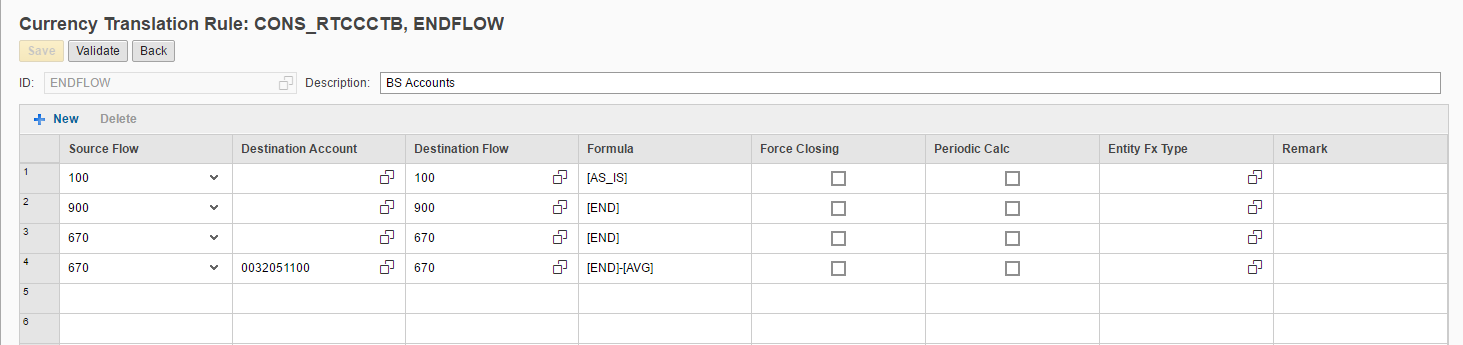 Currency Translation Rule: CONS_RTCCCTB, ENDFLOW
Save Validate Back
ID: ENDFLOW Description: BS Accounts
New Delete
Source Flow Destination Account Destination Flow Formula Force Closing Periodic Calc Entity Fx Type Remark
1 100 100 [AS_IS]
2 900 900 [END]
3 670 670 [END]
4 670 0032051100 670 [END]-[AVG]
5
6